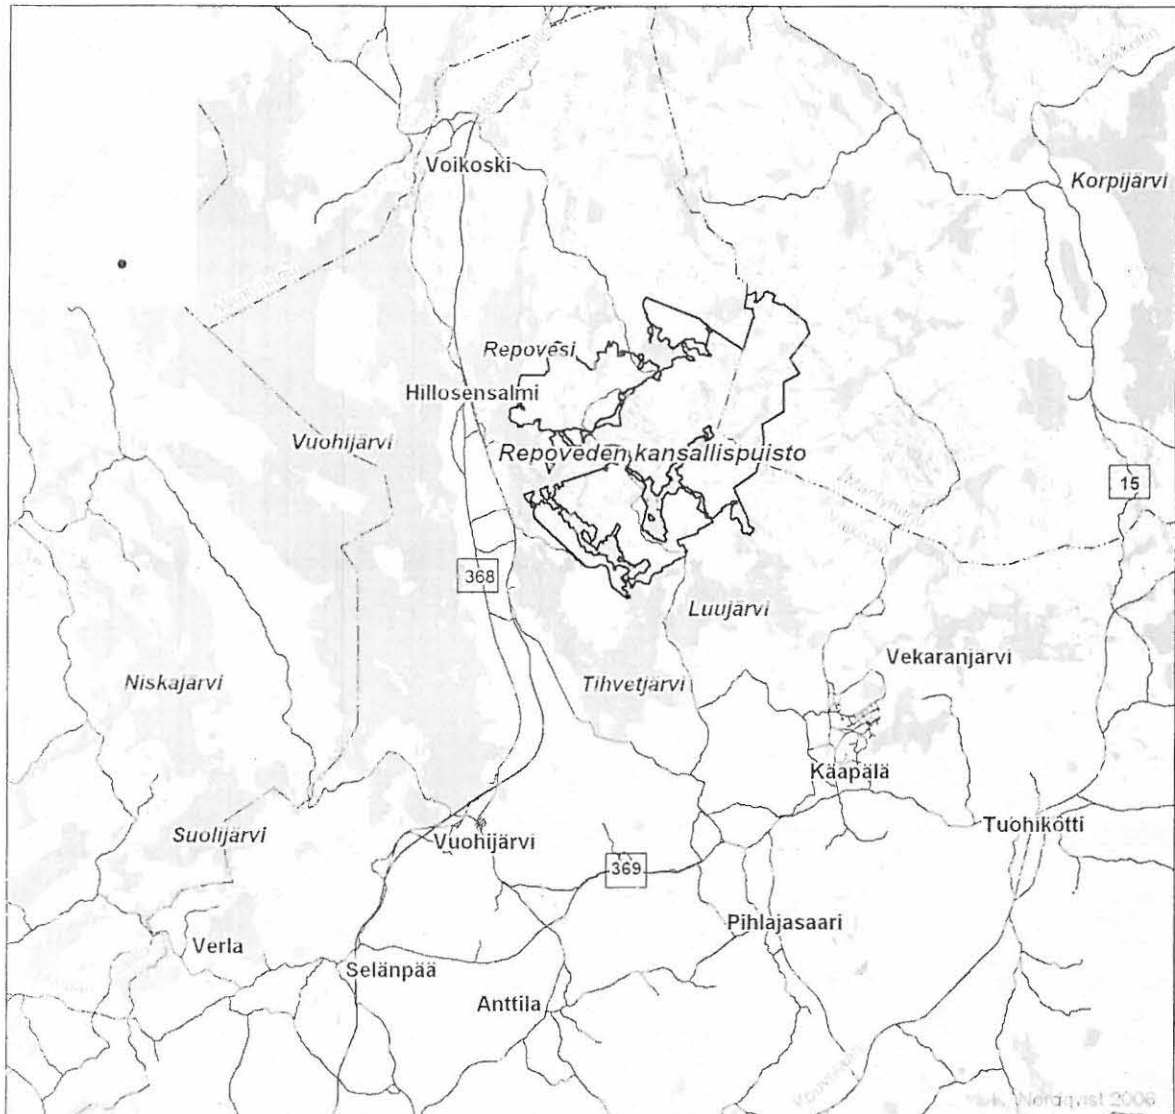 Voikoski
Korpijärvi
Repovesi
Hillosensalmi
Vuohijärvi
Repoveden kansallispuisto
15
368
Luujärvi
Vekaranjärvi
Niskajärvi
Tihvetjärvi
Kääpälä
Suolijärvi
Vuohijärvi
Tuohikotti
369
Pihlajasaari
Verla
Selänpää
Anttila
Nordqvist 2006